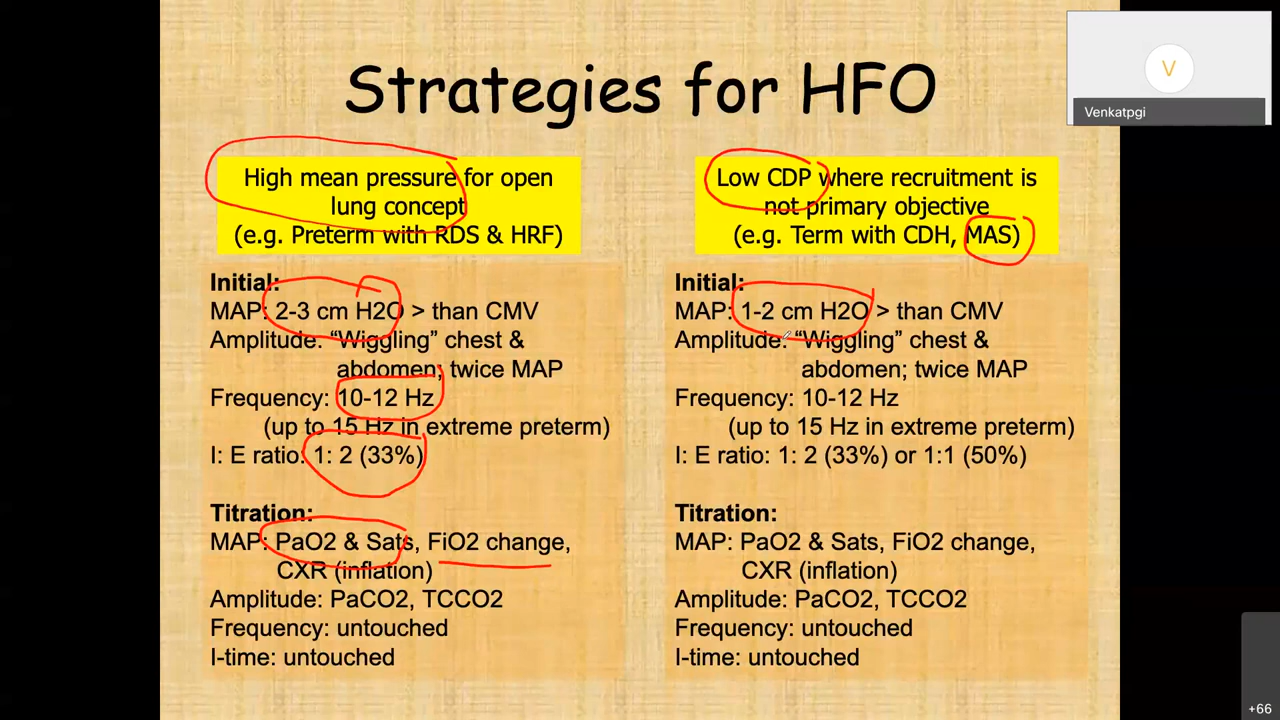 Strategies for HFO
High mean pressure for open
lung concept
(e.g. Preterm with RDS & HRF)
Initial:
MAP: 2-3 cm H2O > than CMV
Amplitude: “Wiggling” chest &
abdomen; twice MAP
Frequency: 10-12 Hz
(up to 15 Hz in extreme preterm)
I: E ratio: 1: 2 (33%)
Titration:
MAP: PaO2 & Sats, FiO2 change,
CXR (inflation)
Amplitude: PaCO2, TCCO2
Frequency: untouched
I-time: untouched
Low CDP where recruitment is
not primary objective
(e.g. Term with CDH, MAS)
Initial:
MAP: 1-2 cm H2O > than CMV
Amplitude: “Wiggling” chest &
abdomen; twice MAP
Frequency: 10-12 Hz
(up to 15 Hz in extreme preterm)
I: E ratio: 1: 2 (33%) or 1:1 (50%)
Titration:
MAP: PaO2 & Sats, FiO2 change,
CXR (inflation)
Amplitude: PaCO2, TCCO2
Frequency: untouched
I-time: untouched
V
Venkatpgi
+66